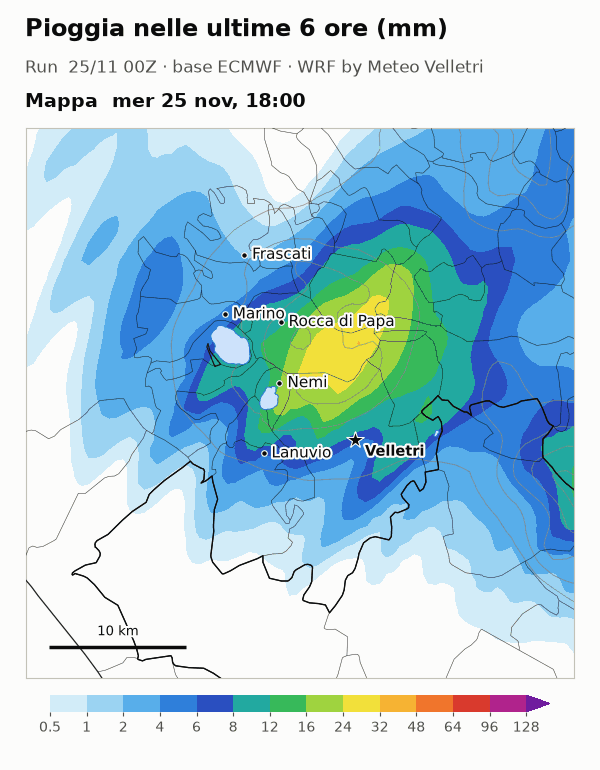 Pioggia nelle ultime 6 ore (mm)
Run  25/11 00Z · base ECMWF · WRF by Meteo Velletri
Mappa  mer 25 nov, 18:00
Frascati
Marino
Rocca di Papa
Nemi
Velletri
Lanuvio
10 km
0.5 1 2 4 6 8 12 16 24 32 48 64 96 128